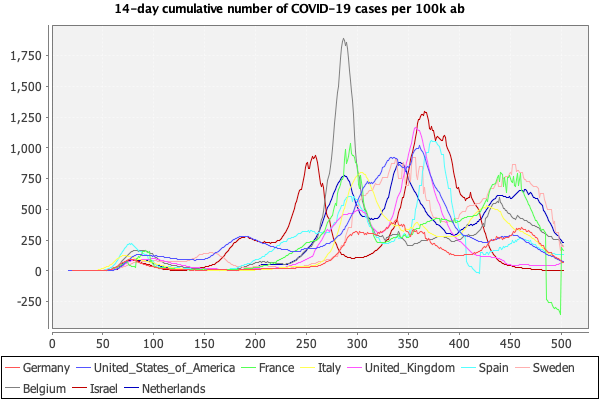 14-day cumulative number of COVID-19 cases per 100k ab
1,750
1,500
1,250
1,000
750
500
250
0
-250
0 50 100 150 200 250 300 350 400 450 500
Germany United_States_of_America France Italy United_Kingdom Spain Sweden
Belgium Israel Netherlands